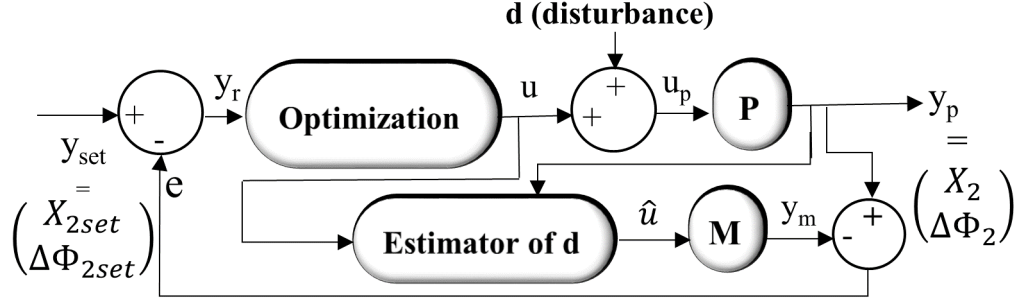 d (disturbance)
+
-
y_r
Optimization
u
+
+
u_p
P
y_p
=
(X_2
ΔΦ_2)
y_set
=
(X_2set
ΔΦ_2set)
e
Estimator of d
û
M
y_m
+
-